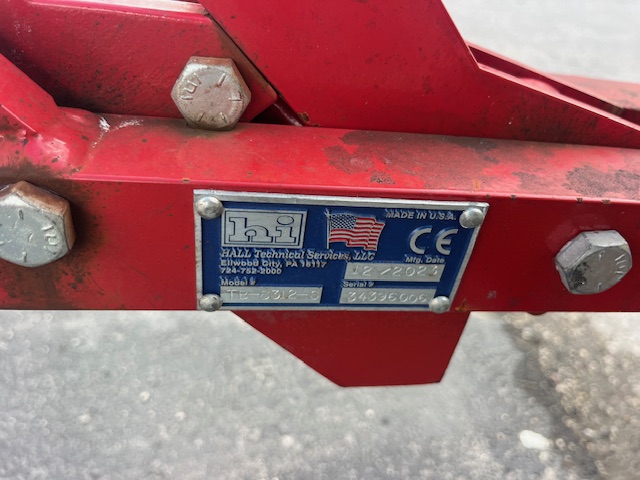 hi
MADE IN U.S.A.
CE
HALL Technical Services, LLC
Ellwood City, PA 16117
724-752-2000
Mfg. Date
12/2023
Model #
Serial #
34396006